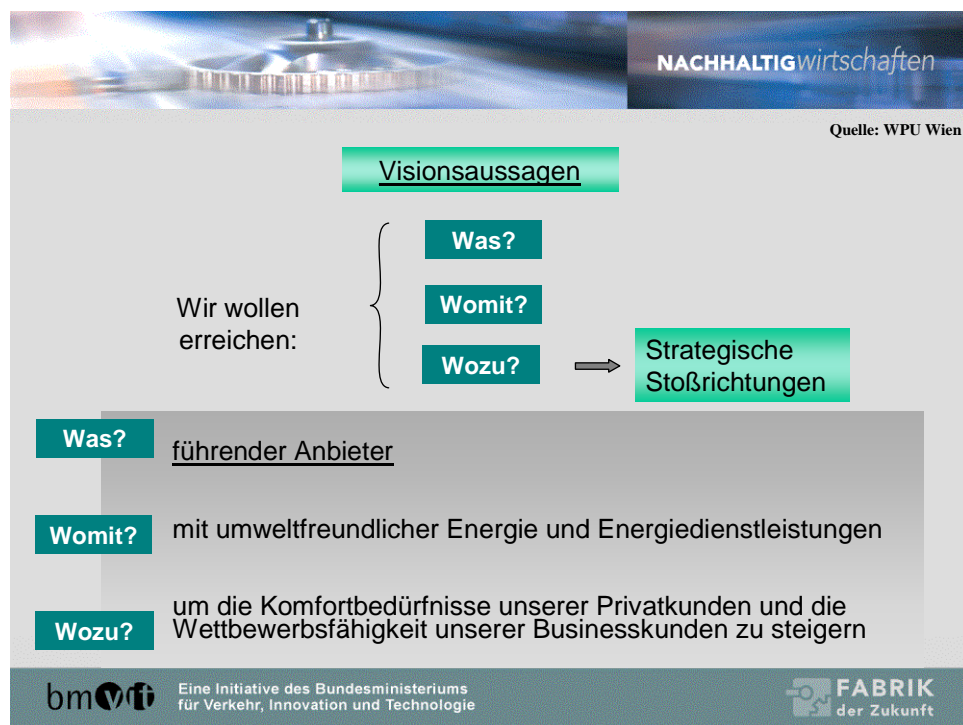 NACHHALTIGwirtschaften
Quelle: WPU Wien
Visionsaussagen
Wir wollen
erreichen:
Was?
Womit?
Wozu?
Strategische
Stoßrichtungen
Was?
führender Anbieter
Womit?
mit umweltfreundlicher Energie und Energiedienstleistungen
Wozu?
um die Komfortbedürfnisse unserer Privatkunden und die
Wettbewerbsfähigkeit unserer Businesskunden zu steigern
bmvit
Eine Initiative des Bundesministeriums
für Verkehr, Innovation und Technologie
FABRIK
der Zukunft